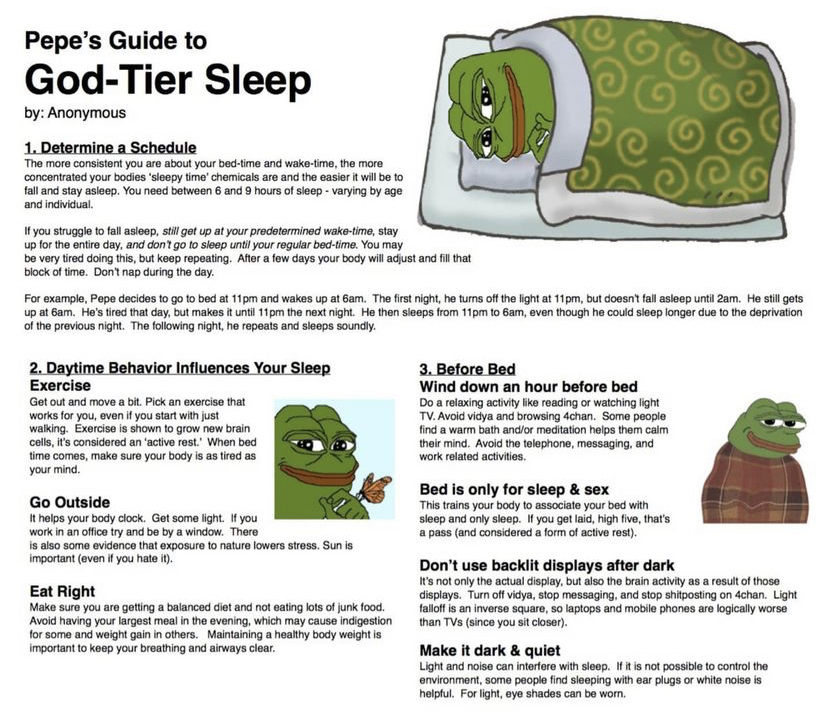 Pepe's Guide to
God-Tier Sleep
by: Anonymous
1. Determine a Schedule
The more consistent you are about your bed-time and wake-time, the more
concentrated your bodies 'sleepy time' chemicals are and the easier it will be to
fall and stay asleep. You need between 6 and 9 hours of sleep - varying by age
and individual.
If you struggle to fall asleep, still get up at your predetermined wake-time, stay
up for the entire day, and don't go to sleep until your regular bed-time. You may
be very tired doing this, but keep repeating. After a few days your body will adjust and fill that
block of time. Don't nap during the day.
For example, Pepe decides to go to bed at 11pm and wakes up at 6am. The first night, he turns off the light at 11pm, but doesn't fall asleep until 2am. He still gets
up at 6am. He's tired that day, but makes it until 11pm the next night. He then sleeps from 11pm to 6am, even though he could sleep longer due to the deprivation
of the previous night. The following night, he repeats and sleeps soundly.
2. Daytime Behavior Influences Your Sleep
Exercise
Get out and move a bit. Pick an exercise that
works for you, even if you start with just
walking. Exercise is shown to grow new brain
cells, it's considered an 'active rest.' When bed
time comes, make sure your body is as tired as
your mind.
Go Outside
It helps your body clock. Get some light. If you
work in an office try and be by a window. There
is also some evidence that exposure to nature lowers stress. Sun is
important (even if you hate it).
Eat Right
Make sure you are getting a balanced diet and not eating lots of junk food.
Avoid having your largest meal in the evening, which may cause indigestion
for some and weight gain in others. Maintaining a healthy body weight is
important to keep your breathing and airways clear.
3. Before Bed
Wind down an hour before bed
Do a relaxing activity like reading or watching light
TV. Avoid vidya and browsing 4chan. Some people
find a warm bath and/or meditation helps them calm
their mind. Avoid the telephone, messaging, and
work related activities.
Bed is only for sleep & sex
This trains your body to associate your bed with
sleep and only sleep. If you get laid, high five, that's
a pass (and considered a form of active rest).
Don't use backlit displays after dark
It's not only the actual display, but also the brain activity as a result of those
displays. Turn off vidya, stop messaging, and stop shitposting on 4chan. Light
falloff is an inverse square, so laptops and mobile phones are logically worse
than TVs (since you sit closer).
Make it dark & quiet
Light and noise can interfere with sleep. If it is not possible to control the
environment, some people find sleeping with ear plugs or white noise is
helpful. For light, eye shades can be worn.